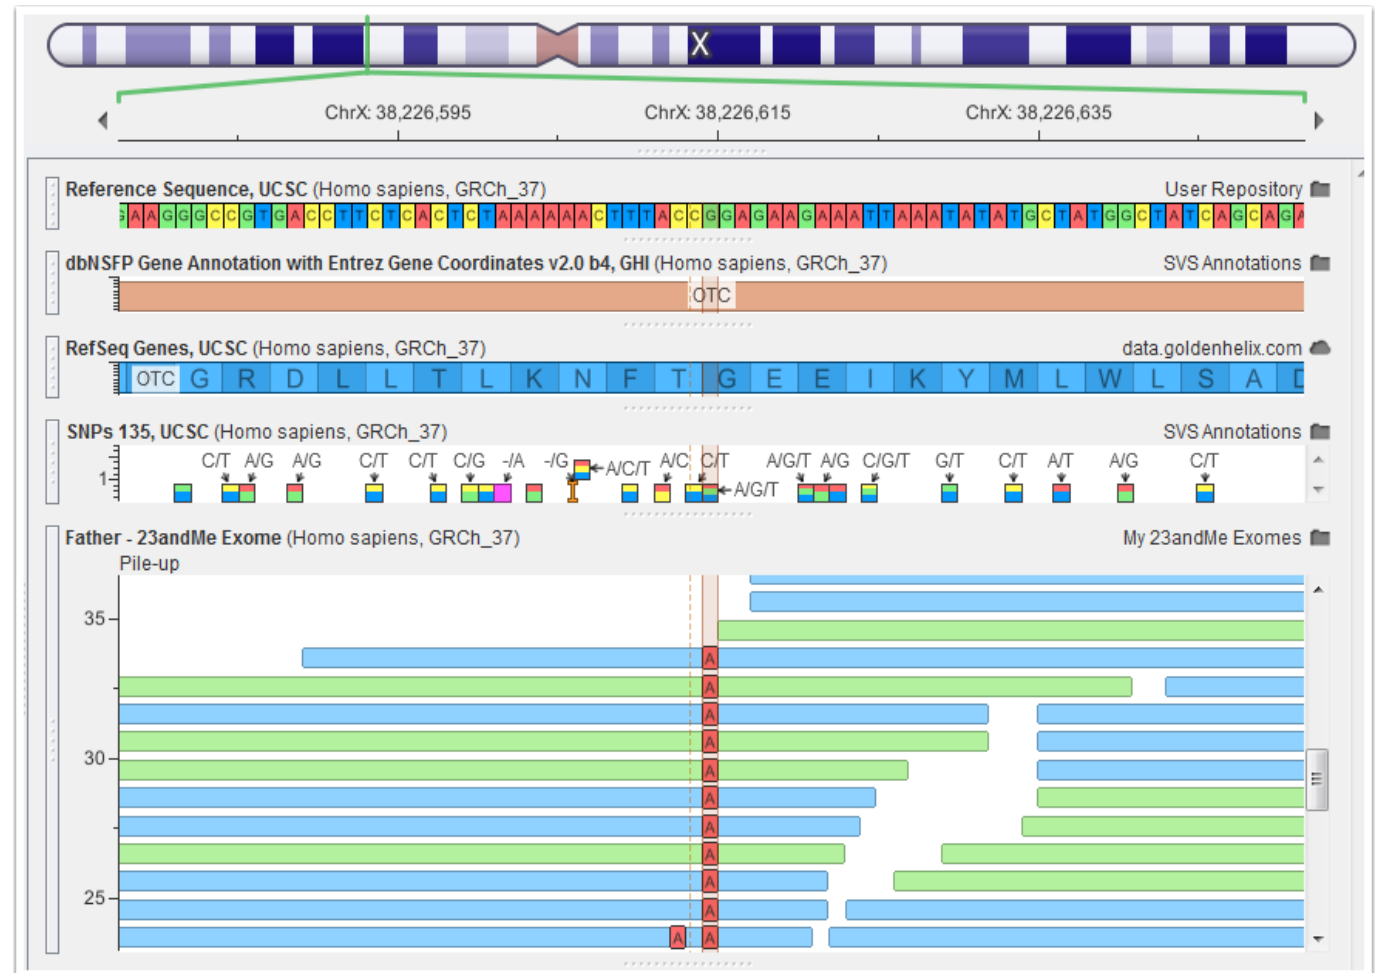 X
ChrX: 38,226,595 ChrX: 38,226,615 ChrX: 38,226,635
Reference Sequence, UCSC (Homo sapiens, GRCh_37) User Repository
GAAGGGCCGTGACCTTCTCACTCTAAAAAACTTTACCGGAGAAGAAATTAAATATATGCTATGGCTATCAGCAGA
dbNSFP Gene Annotation with Entrez Gene Coordinates v2.0 b4, GHI (Homo sapiens, GRCh_37) SVS Annotations
OTC
RefSeq Genes, UCSC (Homo sapiens, GRCh_37) data.goldenhelix.com
OTC G R D L L T L K N F T G E E I K Y M L W L S A D
SNPs 135, UCSC (Homo sapiens, GRCh_37) SVS Annotations
C/T A/G A/G C/T C/T C/G -/A -/G A/C/T A/C C/T A/G/T A/G C/G/T G/T C/T A/T A/G C/T
1
A/G/T
Father - 23andMe Exome (Homo sapiens, GRCh_37) My 23andMe Exomes
Pile-up
35
A
A
A
A
30
A
A
A
A
A
25
A
A A